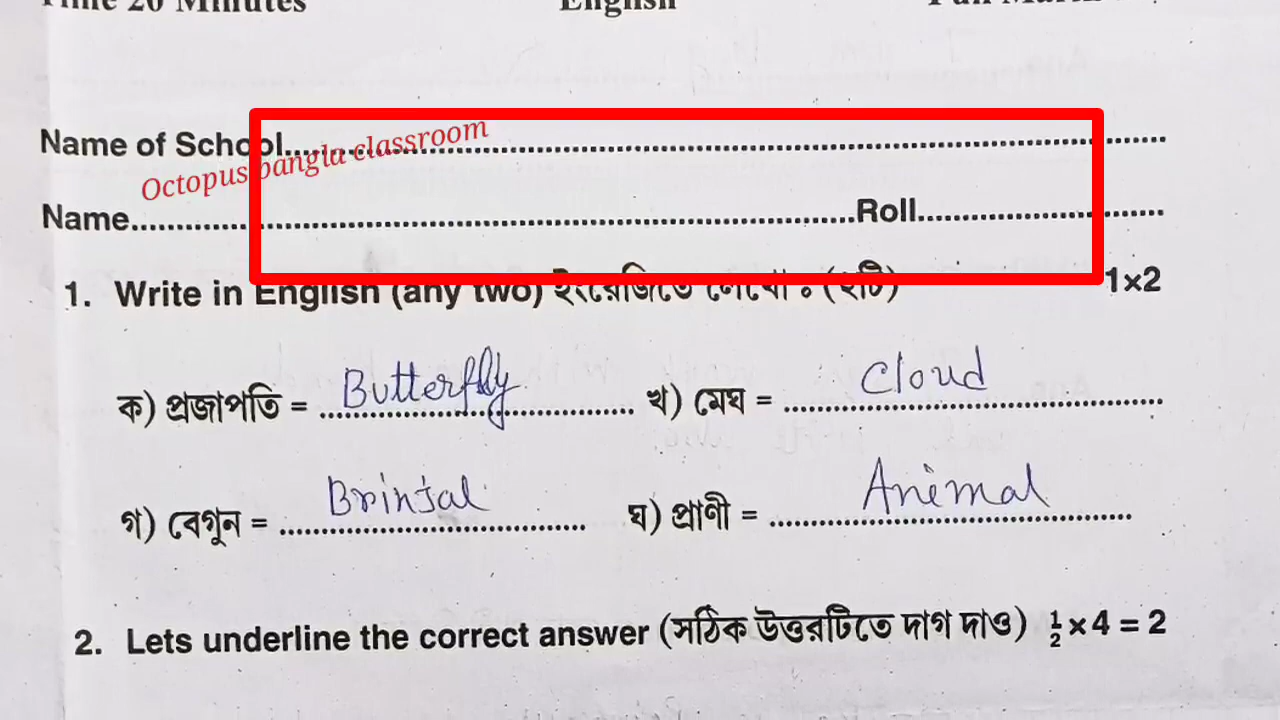 Time 20 Minutes English Full
Name of School........................................................................
Octopus bangla classroom
Name........................................................................Roll............................
1. Write in English (any two) ইংরেজিতে লেখো ঃ (২টি) 1×2
ক) প্রজাপতি = Butterfly খ) মেঘ = Cloud
গ) বেগুন = Brinjal ঘ) প্রাণী = Animal
2. Lets underline the correct answer (সঠিক উত্তরটিতে দাগ দাও) ½ × 4 = 2